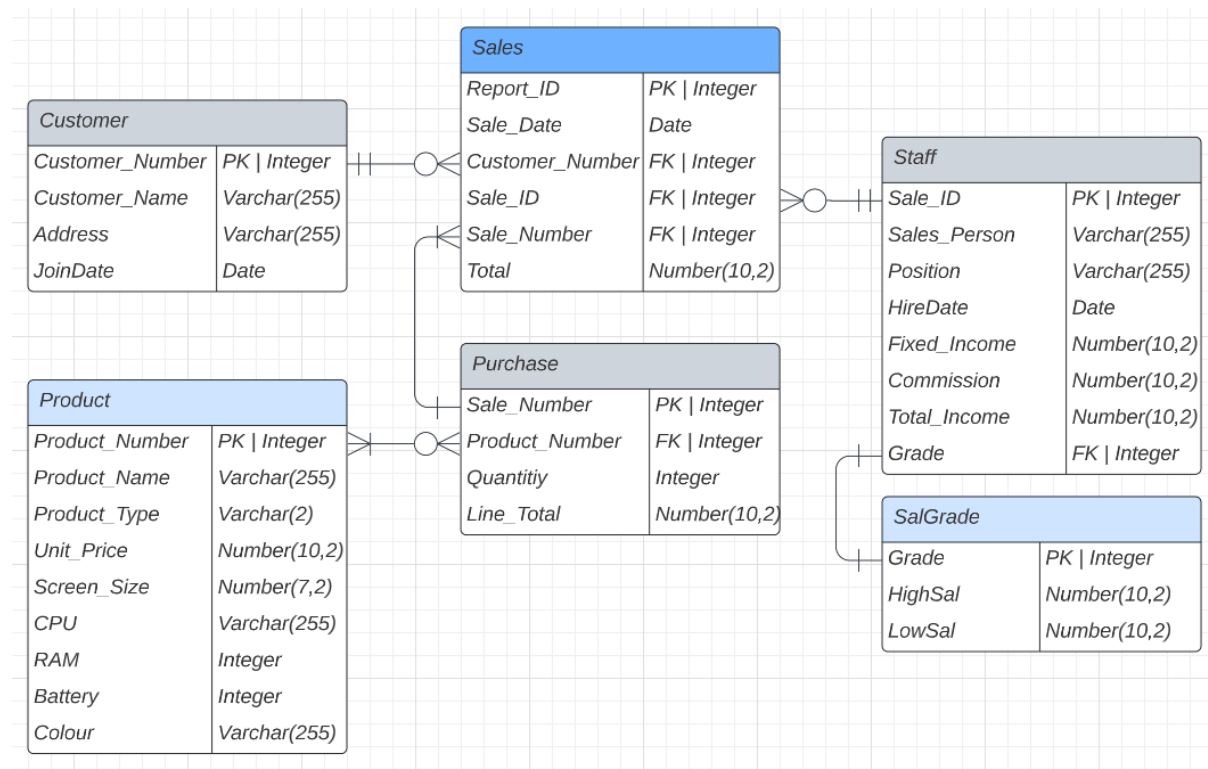 Sales
Report_ID PK | Integer
Sale_Date Date
Customer_Number FK | Integer
Sale_ID FK | Integer
Sale_Number FK | Integer
Total Number(10,2)
Customer
Customer_Number PK | Integer
Customer_Name Varchar(255)
Address Varchar(255)
JoinDate Date
Staff
Sale_ID PK | Integer
Sales_Person Varchar(255)
Position Varchar(255)
HireDate Date
Fixed_Income Number(10,2)
Commission Number(10,2)
Total_Income Number(10,2)
Grade FK | Integer
Purchase
Sale_Number PK | Integer
Product_Number FK | Integer
Quantitiy Integer
Line_Total Number(10,2)
Product
Product_Number PK | Integer
Product_Name Varchar(255)
Product_Type Varchar(2)
Unit_Price Number(10,2)
Screen_Size Number(7,2)
CPU Varchar(255)
RAM Integer
Battery Integer
Colour Varchar(255)
SalGrade
Grade PK | Integer
HighSal Number(10,2)
LowSal Number(10,2)